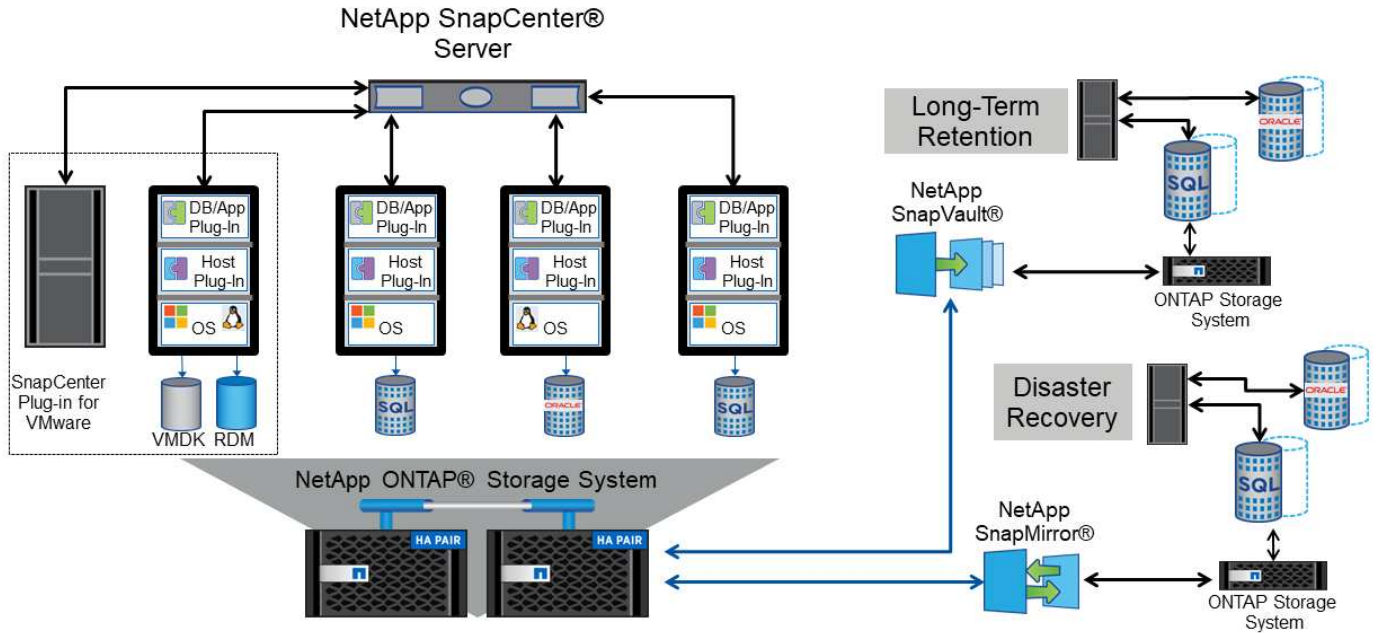 NetApp SnapCenter®
Server
DB/App
Plug-In
Host
Plug-In
OS
DB/App
Plug-In
Host
Plug-In
OS
DB/App
Plug-In
Host
Plug-In
OS
DB/App
Plug-In
Host
Plug-In
OS
SnapCenter
Plug-in for
VMware
VMDK
RDM
SQL
ORACLE
SQL
NetApp ONTAP® Storage System
HA PAIR
HA PAIR
Long-Term
Retention
ORACLE
SQL
NetApp
SnapVault®
ONTAP Storage
System
Disaster
Recovery
ORACLE
SQL
NetApp
SnapMirror®
ONTAP Storage
System